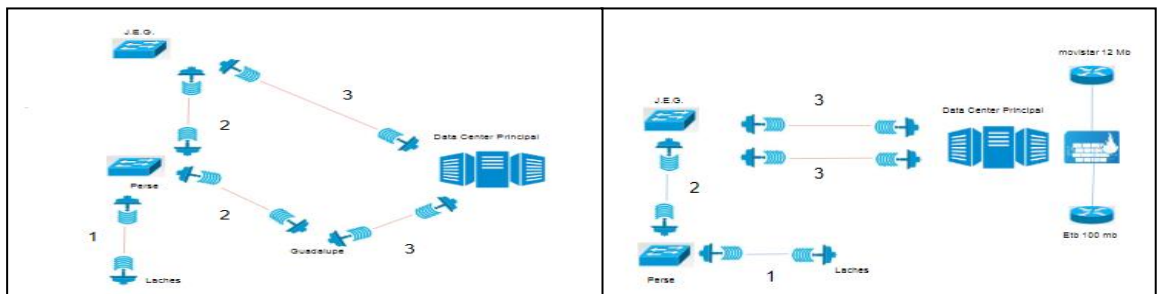 J.E.G.
3
2
Data Center Principal
Perse
2
1
Guadalupe
3
Laches
movistar 12 Mb
3
J.E.G.
Data Center Principal
3
2
Etb 100 mb
Laches
1
Perse